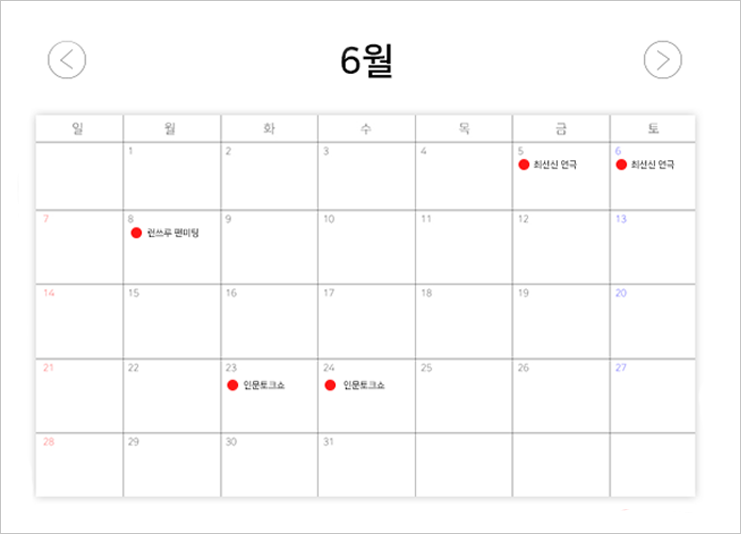 6월
일 월 화 수 목 금 토
1 2 3 4 5 6
최선신 연극 최선신 연극
7 8 9 10 11 12 13
런쓰루 팬미팅
14 15 16 17 18 19 20
21 22 23 24 25 26 27
인문토크쇼 인문토크쇼
28 29 30 31